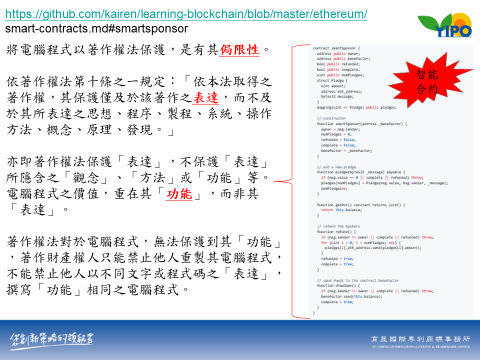 https://github.com/kairen/learning-blockchain/blob/master/ethereum/
smart-contracts.md#smartsponsor
YIPO
將電腦程式以著作權法保護，是有其侷限性。
依著作權法第十條之一規定：「依本法取得之
著作權，其保護僅及於該著作之表達，而不及
於其所表達之思想、程序、製程、系統、操作
方法、概念、原理、發現。」
亦即著作權法保護「表達」，不保護「表達」
所隱含之「觀念」、「方法」或「功能」等。
電腦程式之價值，重在其「功能」，而非其
「表達」。
著作權法對於電腦程式，無法保護到其「功能」
，著作財產權人只能禁止他人重製其電腦程式，
不能禁止他人以不同文字或程式碼之「表達」，
撰寫「功能」相同之電腦程式。
智能
合約
contract smartSponsor {
address public owner;
address public benefactor;
bool public refunded;
bool public complete;
uint public numPledges;
struct Pledge {
uint amount;
address eth_address;
bytes32 message;
}
mapping(uint => Pledge) public pledges;
// constructor
function smartSponsor(address _benefactor) {
owner = msg.sender;
numPledges = 0;
refunded = false;
complete = false;
benefactor = _benefactor;
}
// add a new pledge
function pledge(bytes32 _message) payable {
if (msg.value == 0 || complete || refunded) throw;
pledges[numPledges] = Pledge(msg.value, msg.sender, _message);
numPledges++;
}
function getPot() constant returns (uint) {
return this.balance;
}
// refund the backers
function refund() {
if (msg.sender != owner || complete || refunded) throw;
for (uint i = 0; i < numPledges; ++i) {
pledges[i].eth_address.send(pledges[i].amount);
}
refunded = true;
complete = true;
}
// send funds to the contract benefactor
function drawdown() {
if (msg.sender != owner || complete || refunded) throw;
benefactor.send(this.balance);
complete = true;
}
}
宇晟國際專利商標事務所